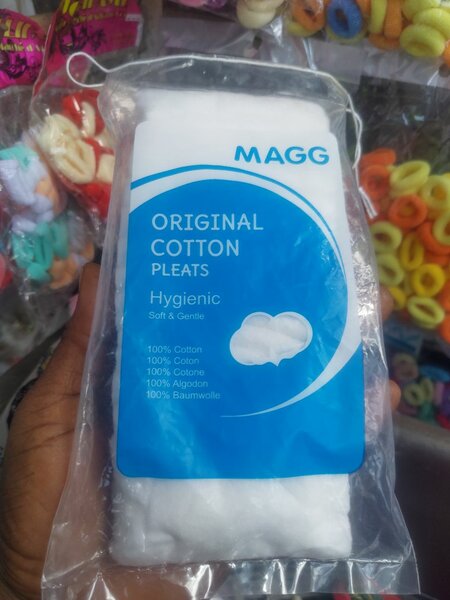 MAGG
ORIGINAL
COTTON
PLEATS
Hygienic
Soft & Gentle
100% Cotton
100% Coton
100% Cotone
100% Algodon
100% Baumwolle